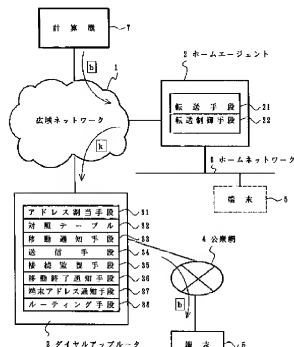 計算機
7
b
1
広域ネットワーク
k
2 ホームエージェント
転送手段
21
転送制御手段
22
8 ホームネットワーク
端末
5
アドレス割当手段
31
対照テーブル
32
移動通知手段
33
送信手段
34
接続監視手段
35
移動終了通知手段
36
端末アドレス通知手段
37
ルーティング手段
38
3 ダイヤルアップルータ
4 公衆網
b
端末
5